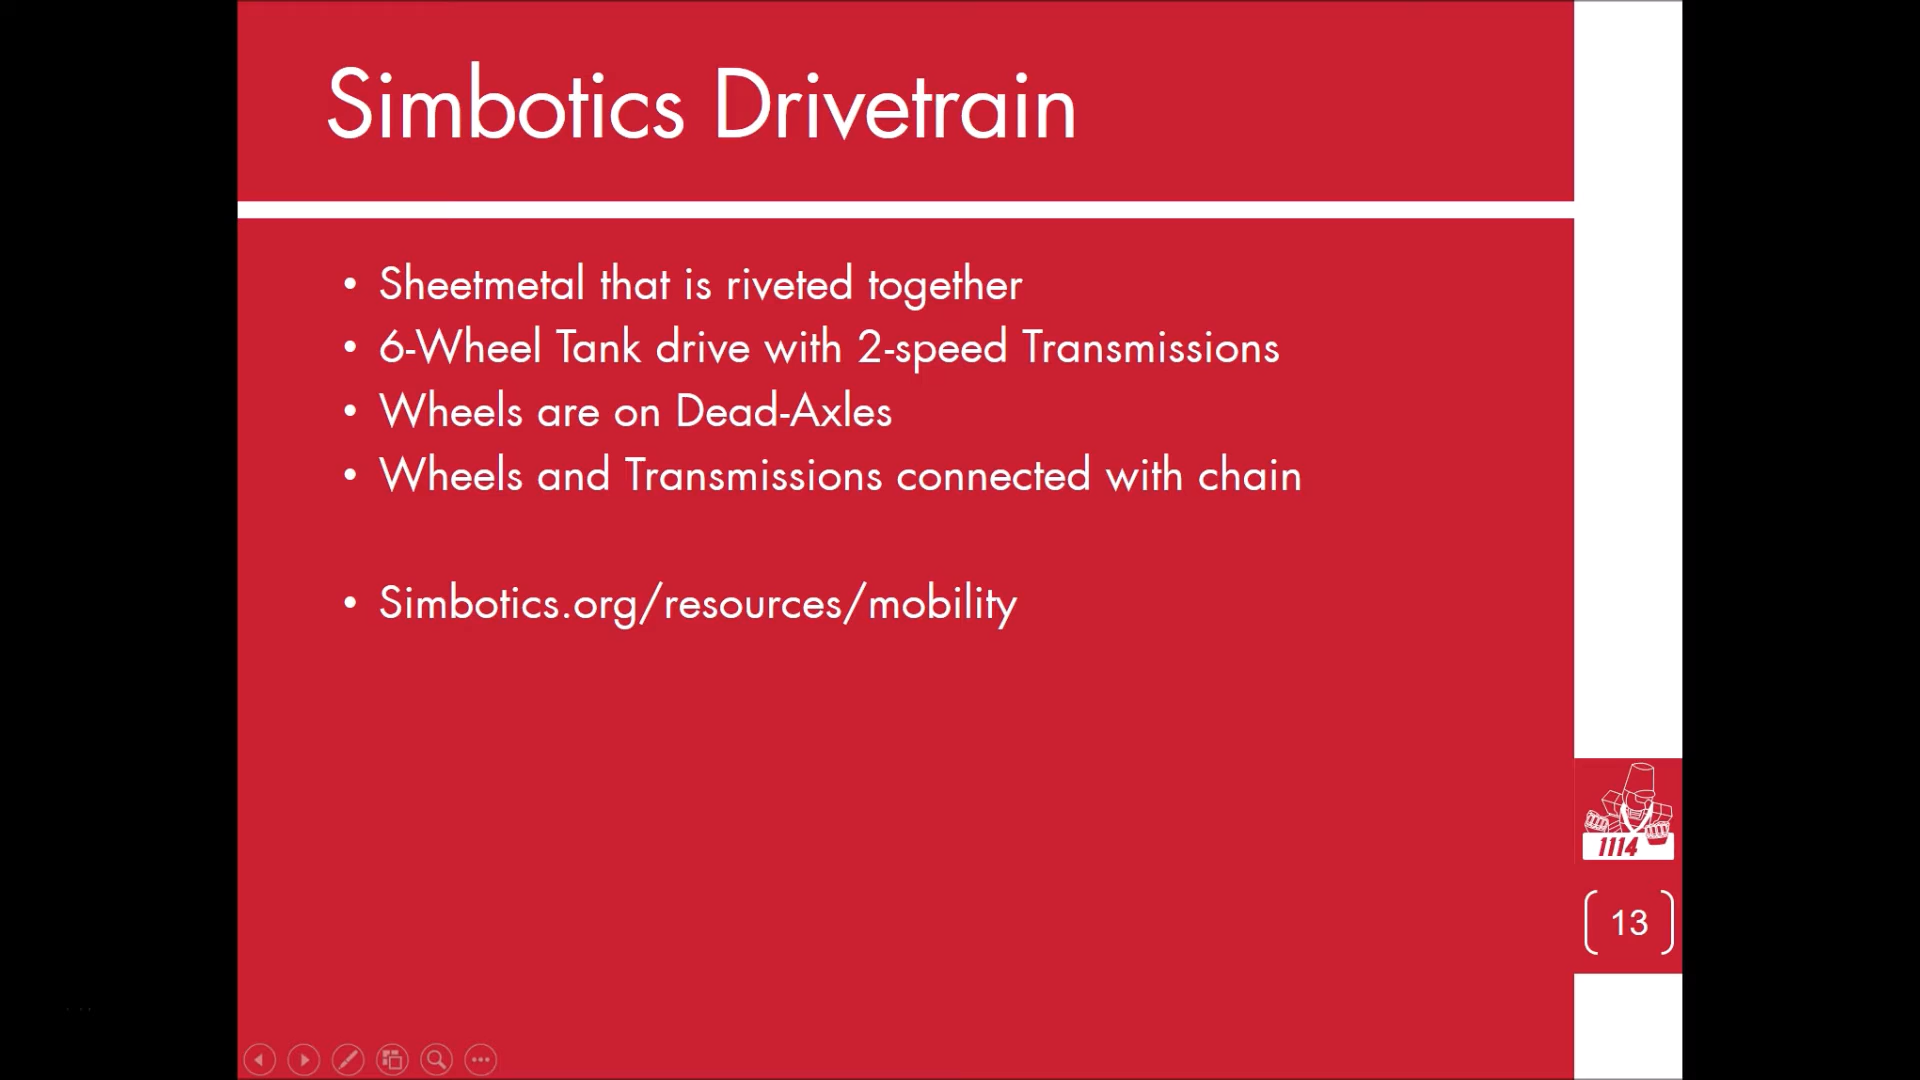 Simbotics Drivetrain
• Sheetmetal that is riveted together
• 6-Wheel Tank drive with 2-speed Transmissions
• Wheels are on Dead-Axles
• Wheels and Transmissions connected with chain
• Simbotics.org/resources/mobility
1114
13